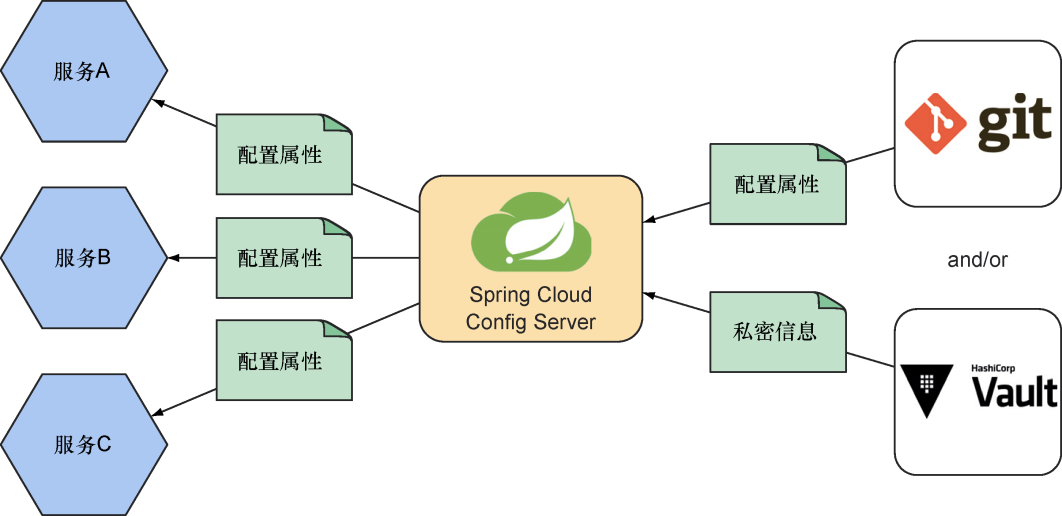 服务A
配置属性
服务B
配置属性
服务C
配置属性
Spring Cloud
Config Server
配置属性
私密信息
git
and/or
HashiCorp
Vault